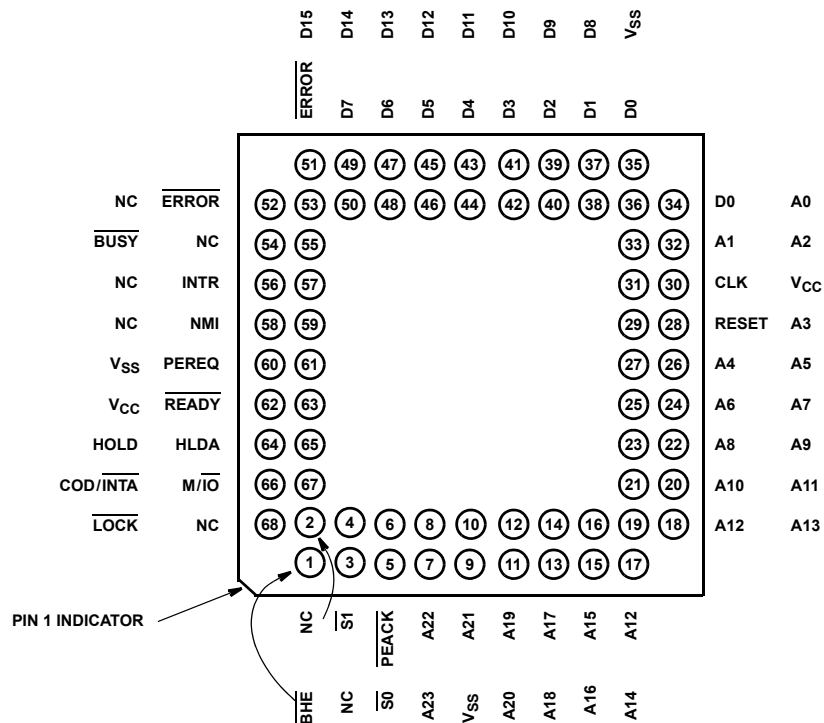 D15 D14 D13 D12 D11 D10 D9 D8 VSS
ERROR D7 D6 D5 D4 D3 D2 D1 D0
51 49 47 45 43 41 39 37 35
NC ERROR 52 53 50 48 46 44 42 40 38 36 34 D0 A0
BUSY NC 54 55 33 32 A1 A2
NC INTR 56 57 31 30 CLK VCC
NC NMI 58 59 29 28 RESET A3
VSS PEREQ 60 61 27 26 A4 A5
VCC READY 62 63 25 24 A6 A7
HOLD HLDA 64 65 23 22 A8 A9
COD/INTA M/IO 66 67 21 20 A10 A11
LOCK NC 68 2 4 6 8 10 12 14 16 19 18 A12 A13
1 3 5 7 9 11 13 15 17
PIN 1 INDICATOR
NC S1 PEACK A22 A21 A19 A17 A15 A12
BHE NC S0 A23 VSS A20 A18 A16 A14